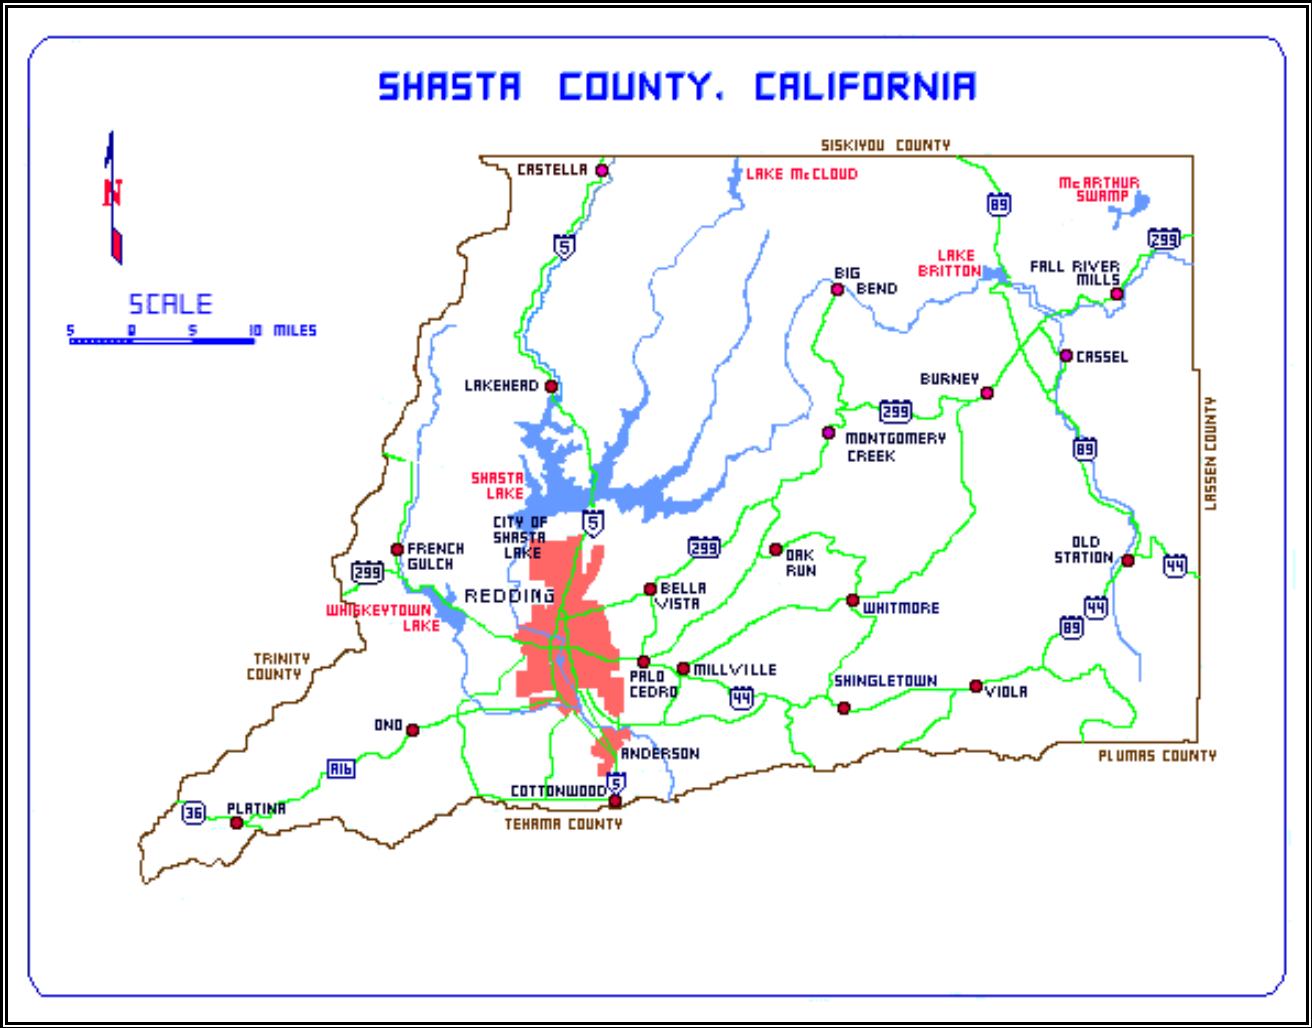 SHASTA COUNTY, CALIFORNIA
SISKIYOU COUNTY
CASTELLA
LAKE McCLOUD
McARTHUR
SWAMP
N
89
299
5
LAKE
BRITTON
FALL RIVER
MILLS
BIG
BEND
SCALE
5 0 5 10 MILES
CASSEL
LAKEHEAD
BURNEY
299
MONTGOMERY
CREEK
89
LASSEN COUNTY
SHASTA
LAKE
5
CITY OF
SHASTA
LAKE
FRENCH
GULCH
299
299
OAK
RUN
OLD
STATION
44
REDDING
BELLA
VISTA
WHITMORE
44
89
WHISKEYTOWN
LAKE
TRINITY
COUNTY
PALO
CEDRO
MILLVILLE
44
SHINGLETOWN
VIOLA
ONO
ANDERSON
PLUMAS COUNTY
A16
5
COTTONWOOD
36
PLATINA
TEHAMA COUNTY